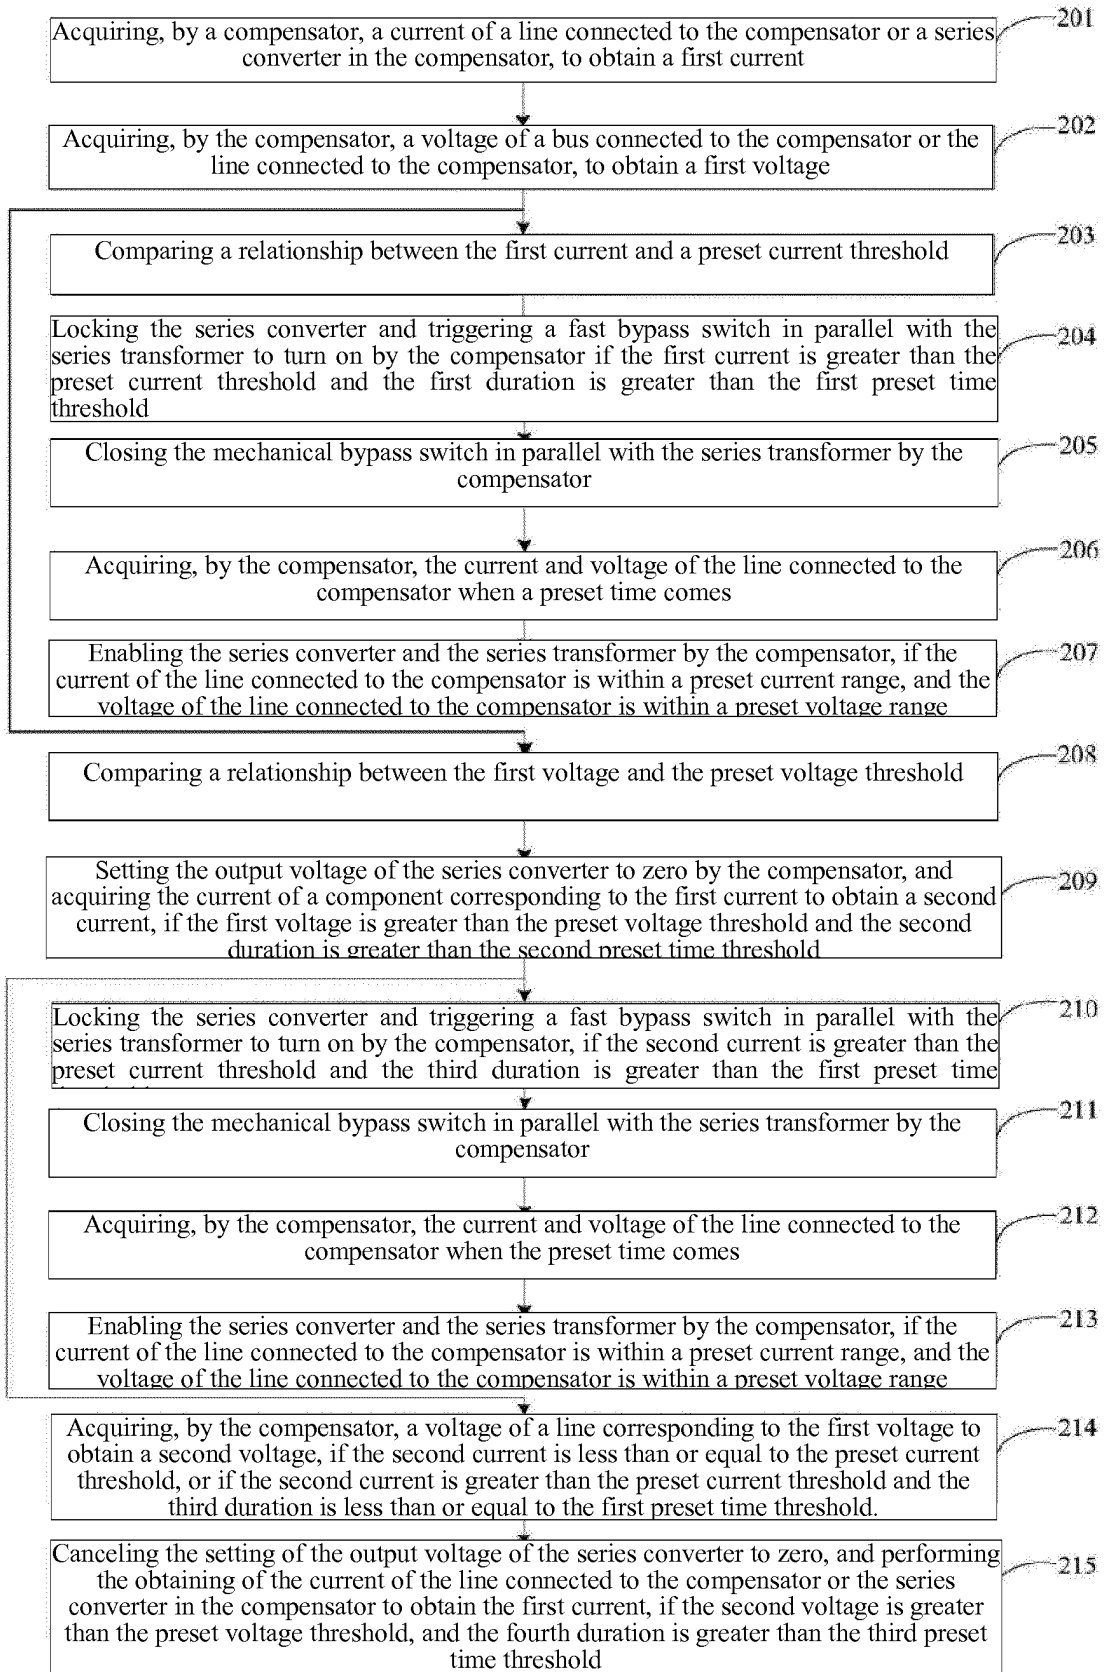 Acquiring, by a compensator, a current of a line connected to the compensator or a series
converter in the compensator, to obtain a first current
201
Acquiring, by the compensator, a voltage of a bus connected to the compensator or the
line connected to the compensator, to obtain a first voltage
202
Comparing a relationship between the first current and a preset current threshold
203
Locking the series converter and triggering a fast bypass switch in parallel with the
series transformer to turn on by the compensator if the first current is greater than the
preset current threshold and the first duration is greater than the first preset time
threshold
204
Closing the mechanical bypass switch in parallel with the series transformer by the
compensator
205
Acquiring, by the compensator, the current and voltage of the line connected to the
compensator when a preset time comes
206
Enabling the series converter and the series transformer by the compensator, if the
current of the line connected to the compensator is within a preset current range, and the
voltage of the line connected to the compensator is within a preset voltage range
207
Comparing a relationship between the first voltage and the preset voltage threshold
208
Setting the output voltage of the series converter to zero by the compensator, and
acquiring the current of a component corresponding to the first current to obtain a second
current, if the first voltage is greater than the preset voltage threshold and the second
duration is greater than the second preset time threshold
209
Locking the series converter and triggering a fast bypass switch in parallel with the
series transformer to turn on by the compensator, if the second current is greater than the
preset current threshold and the third duration is greater than the first preset time
210
Closing the mechanical bypass switch in parallel with the series transformer by the
compensator
211
Acquiring, by the compensator, the current and voltage of the line connected to the
compensator when the preset time comes
212
Enabling the series converter and the series transformer by the compensator, if the
current of the line connected to the compensator is within a preset current range, and the
voltage of the line connected to the compensator is within a preset voltage range
213
Acquiring, by the compensator, a voltage of a line corresponding to the first voltage to
obtain a second voltage, if the second current is less than or equal to the preset current
threshold, or if the second current is greater than the preset current threshold and the
third duration is less than or equal to the first preset time threshold.
214
Canceling the setting of the output voltage of the series converter to zero, and performing
the obtaining of the current of the line connected to the compensator or the series
converter in the compensator to obtain the first current, if the second voltage is greater
than the preset voltage threshold, and the fourth duration is greater than the third preset
time threshold
215